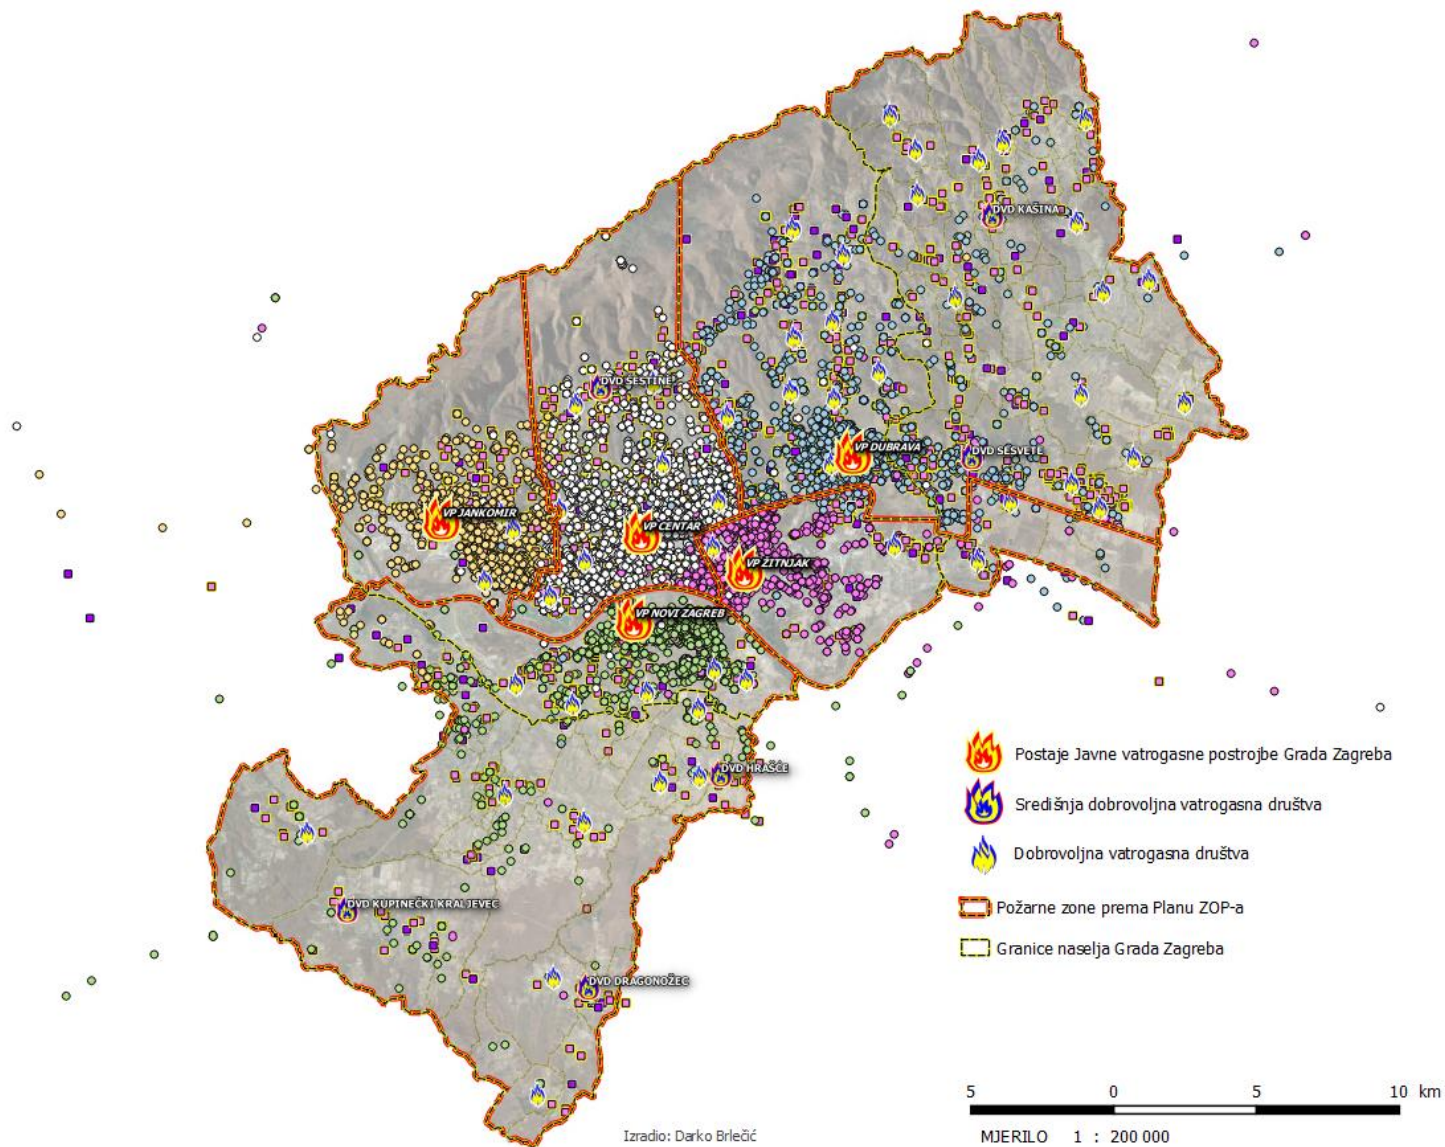 DVD KAŠINA
DVD ŠESTINE
VP DUBRAVA
DVD SESVETE
VP JANKOMIR
VP CENTAR
VP ŽITNJAK
VP NOVI ZAGREB
DVD HRAŠĆE
DVD KUPINEČKI KRALJEVEC
DVD DRAGONOŽEC
Postaje Javne vatrogasne postrojbe Grada Zagreba
Središnja dobrovoljna vatrogasna društva
Dobrovoljna vatrogasna društva
Požarne zone prema Planu ZOP-a
Granice naselja Grada Zagreba
5 0 5 10 km
MJERILO 1 : 200 000
Izradio: Darko Brlečić